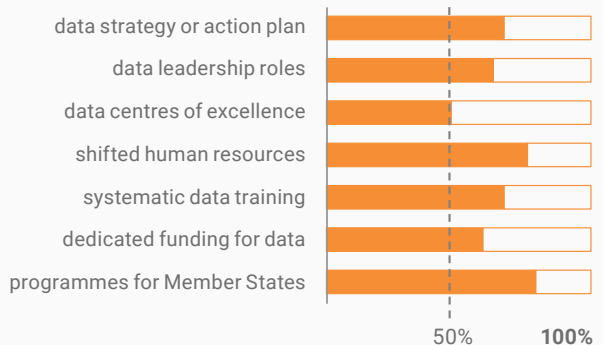 data strategy or action plan
data leadership roles
data centres of excellence
shifted human resources
systematic data training
dedicated funding for data
programmes for Member States
50% 100%